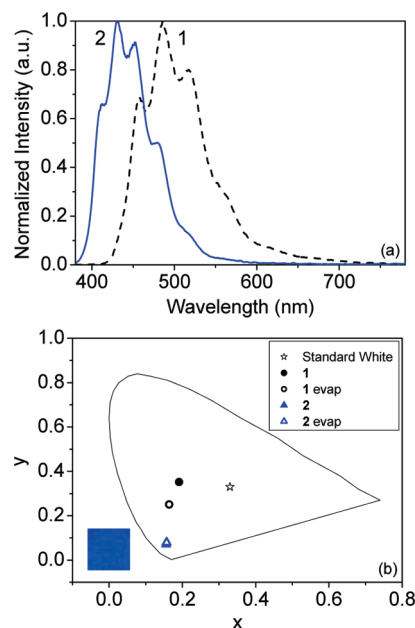 2
1
Normalized Intensity (a.u.)
1.0
0.8
0.6
0.4
0.2
0.0
(a)
400 500 600 700
Wavelength (nm)
y
1.0
0.8
0.6
0.4
0.2
0.0
Standard White
1
1 evap
2
2 evap
(b)
0.0 0.2 0.4 0.6 0.8
x